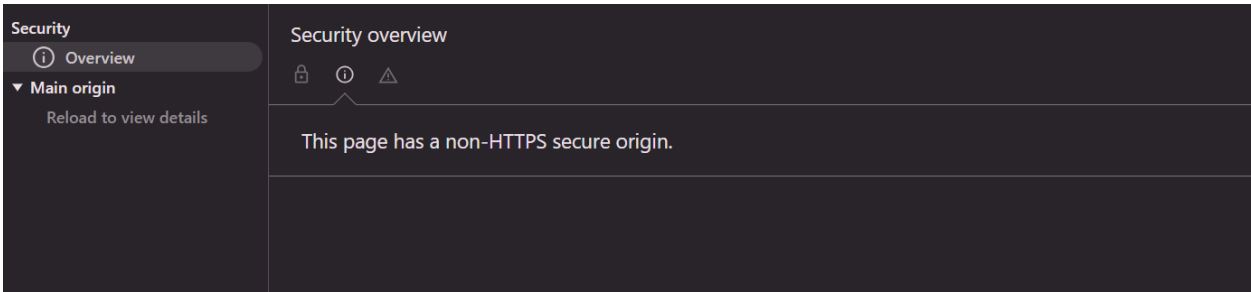 Security
Overview
Main origin
Reload to view details
Security overview
This page has a non-HTTPS secure origin.